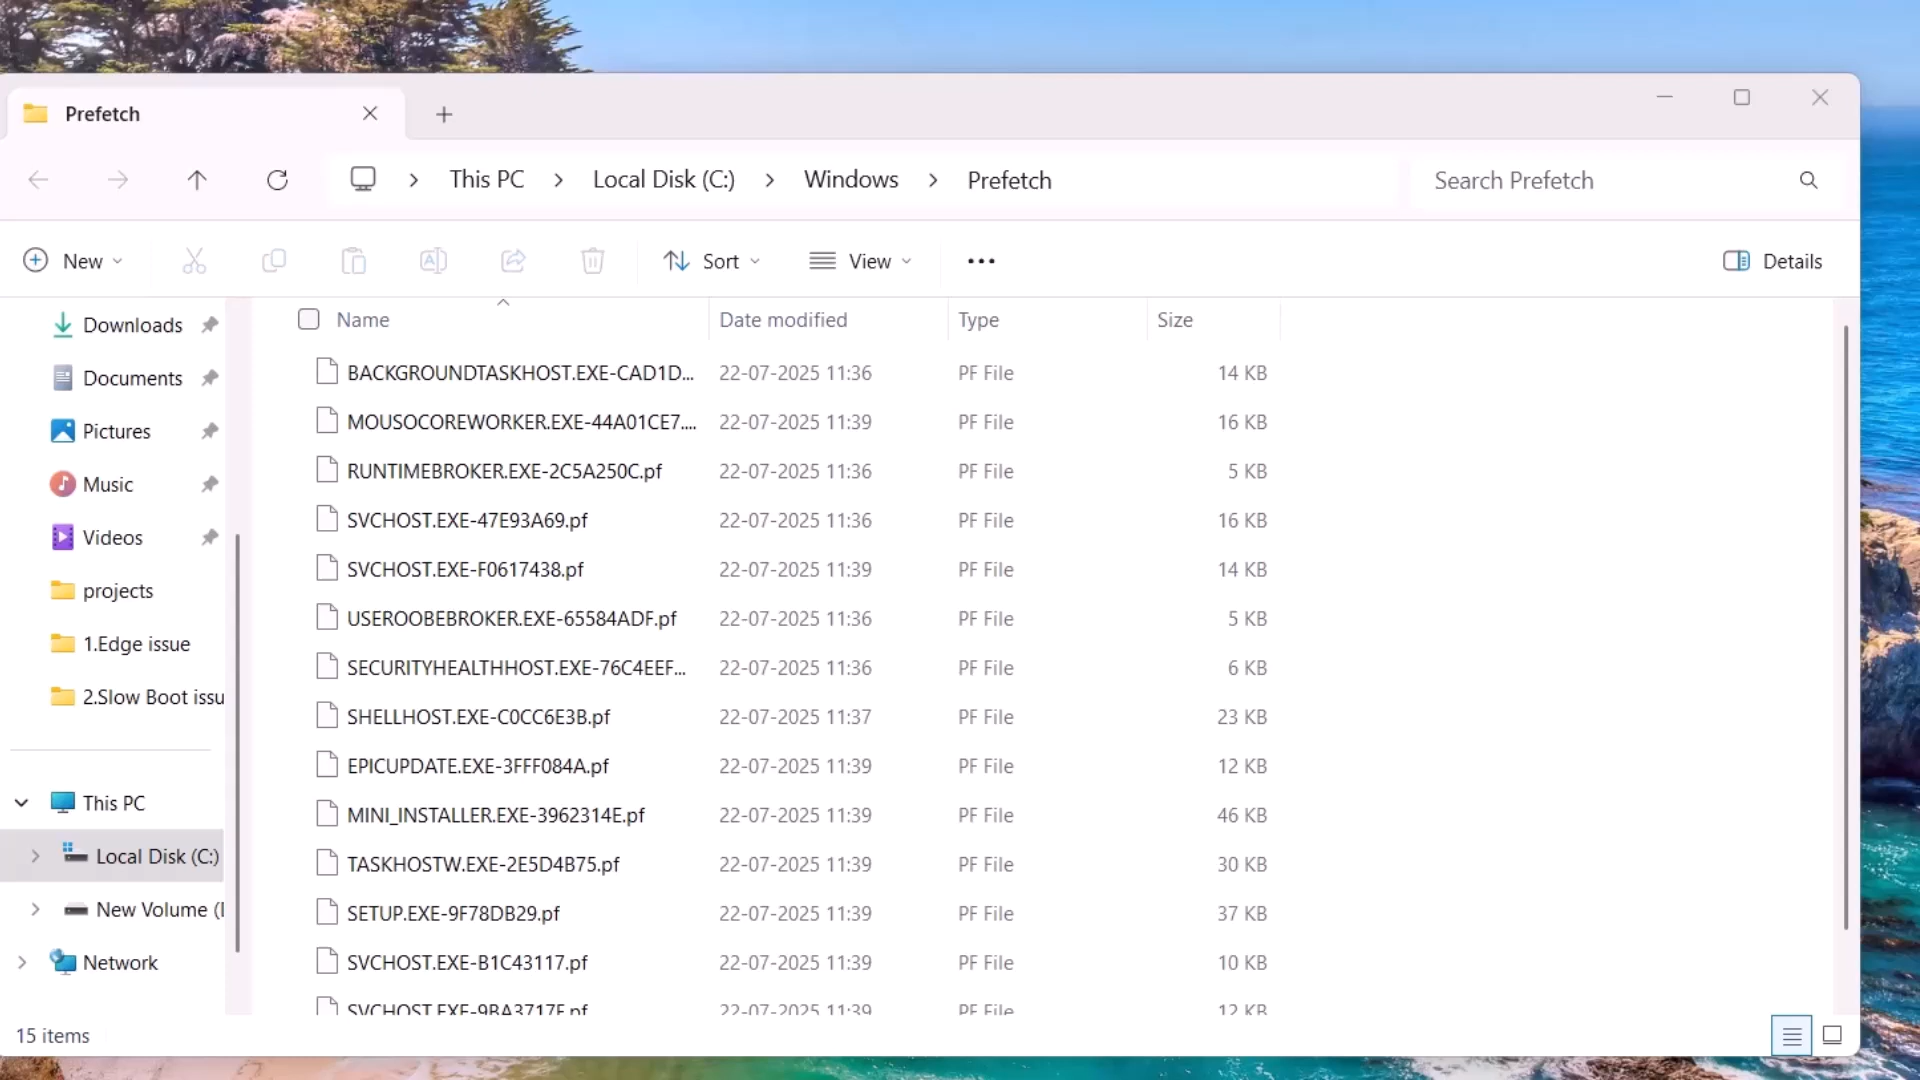 Prefetch
This PC
Local Disk (C:)
Windows
Prefetch
Search Prefetch
New
Sort
View
Details
Downloads
Documents
Pictures
Music
Videos
projects
1.Edge issue
2.Slow Boot issu
This PC
Local Disk (C:)
New Volume (
Network
Name Date modified Type Size
BACKGROUNDTASKHOST.EXE-CAD1D... 22-07-2025 11:36 PF File 14 KB
MOUSOCOREWORKER.EXE-44A01CE7.... 22-07-2025 11:39 PF File 16 KB
RUNTIMEBROKER.EXE-2C5A250C.pf 22-07-2025 11:36 PF File 5 KB
SVCHOST.EXE-47E93A69.pf 22-07-2025 11:36 PF File 16 KB
SVCHOST.EXE-F0617438.pf 22-07-2025 11:39 PF File 14 KB
USEROOBEBROKER.EXE-65584ADF.pf 22-07-2025 11:36 PF File 5 KB
SECURITYHEALTHHOST.EXE-76C4EEF... 22-07-2025 11:36 PF File 6 KB
SHELLHOST.EXE-C0CC6E3B.pf 22-07-2025 11:37 PF File 23 KB
EPICUPDATE.EXE-3FFF084A.pf 22-07-2025 11:39 PF File 12 KB
MINI_INSTALLER.EXE-3962314E.pf 22-07-2025 11:39 PF File 46 KB
TASKHOSTW.EXE-2E5D4B75.pf 22-07-2025 11:39 PF File 30 KB
SETUP.EXE-9F78DB29.pf 22-07-2025 11:39 PF File 37 KB
SVCHOST.EXE-B1C43117.pf 22-07-2025 11:39 PF File 10 KB
22-07-2025 11:39 PF File 12 KB
15 items